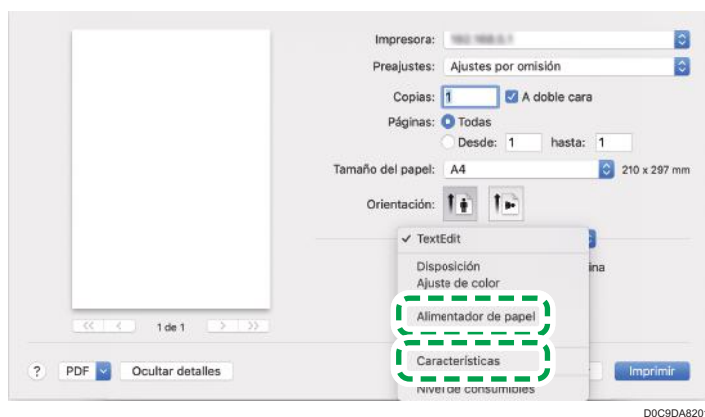 Impresora:
Preajustes: Ajustes por omisión
Copias: 1 A doble cara
Páginas: Todas
Desde: 1 hasta: 1
Tamaño del papel: A4 210 x 297 mm
Orientación:
TextEdit
Disposición ina
Ajuste de color
Alimentador de papel
1 de 1
Características
? PDF Ocultar detalles Imprimir
Nivel de consumibles
D0C9DA820